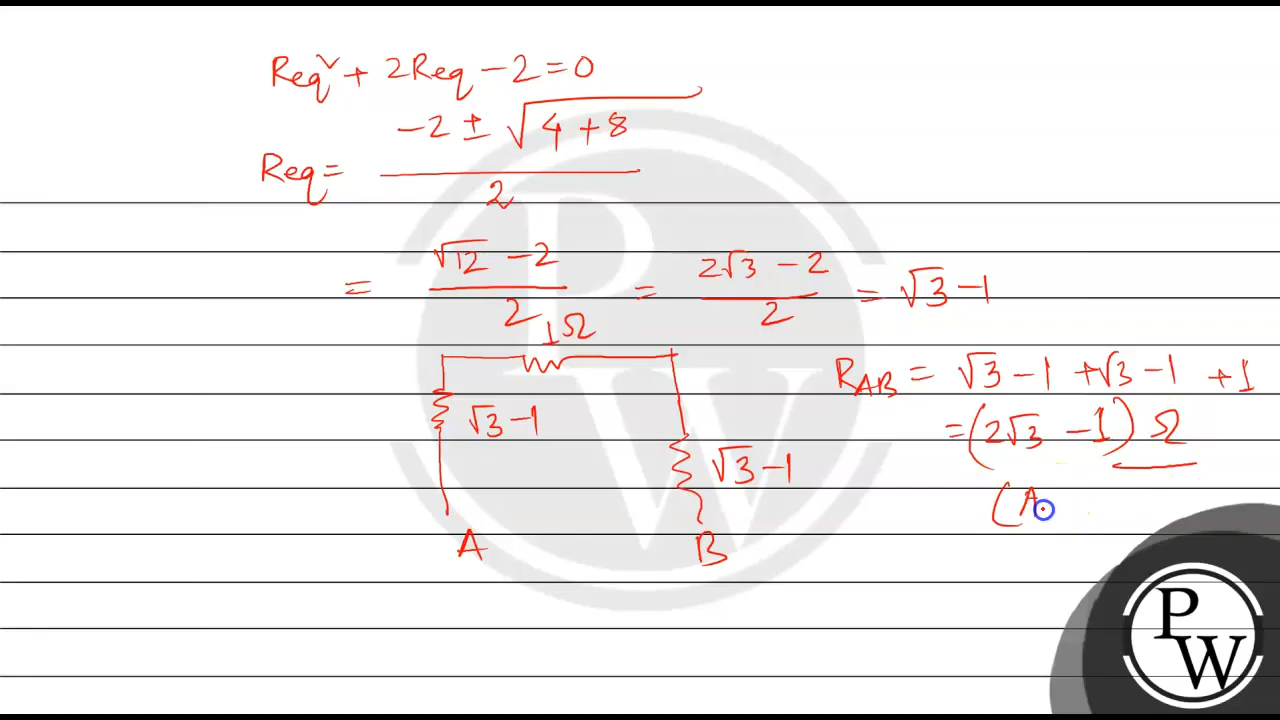 Req² + 2Req - 2 = 0
Req = (-2 ± √(4 + 8)) / 2
= (√12 - 2) / 2 = (2√3 - 2) / 2 = √3 - 1
1Ω
R_AB = √3 - 1 + √3 - 1 + 1
√3 - 1
= (2√3 - 1) Ω
√3 - 1
(A
A B
P
W
P
W